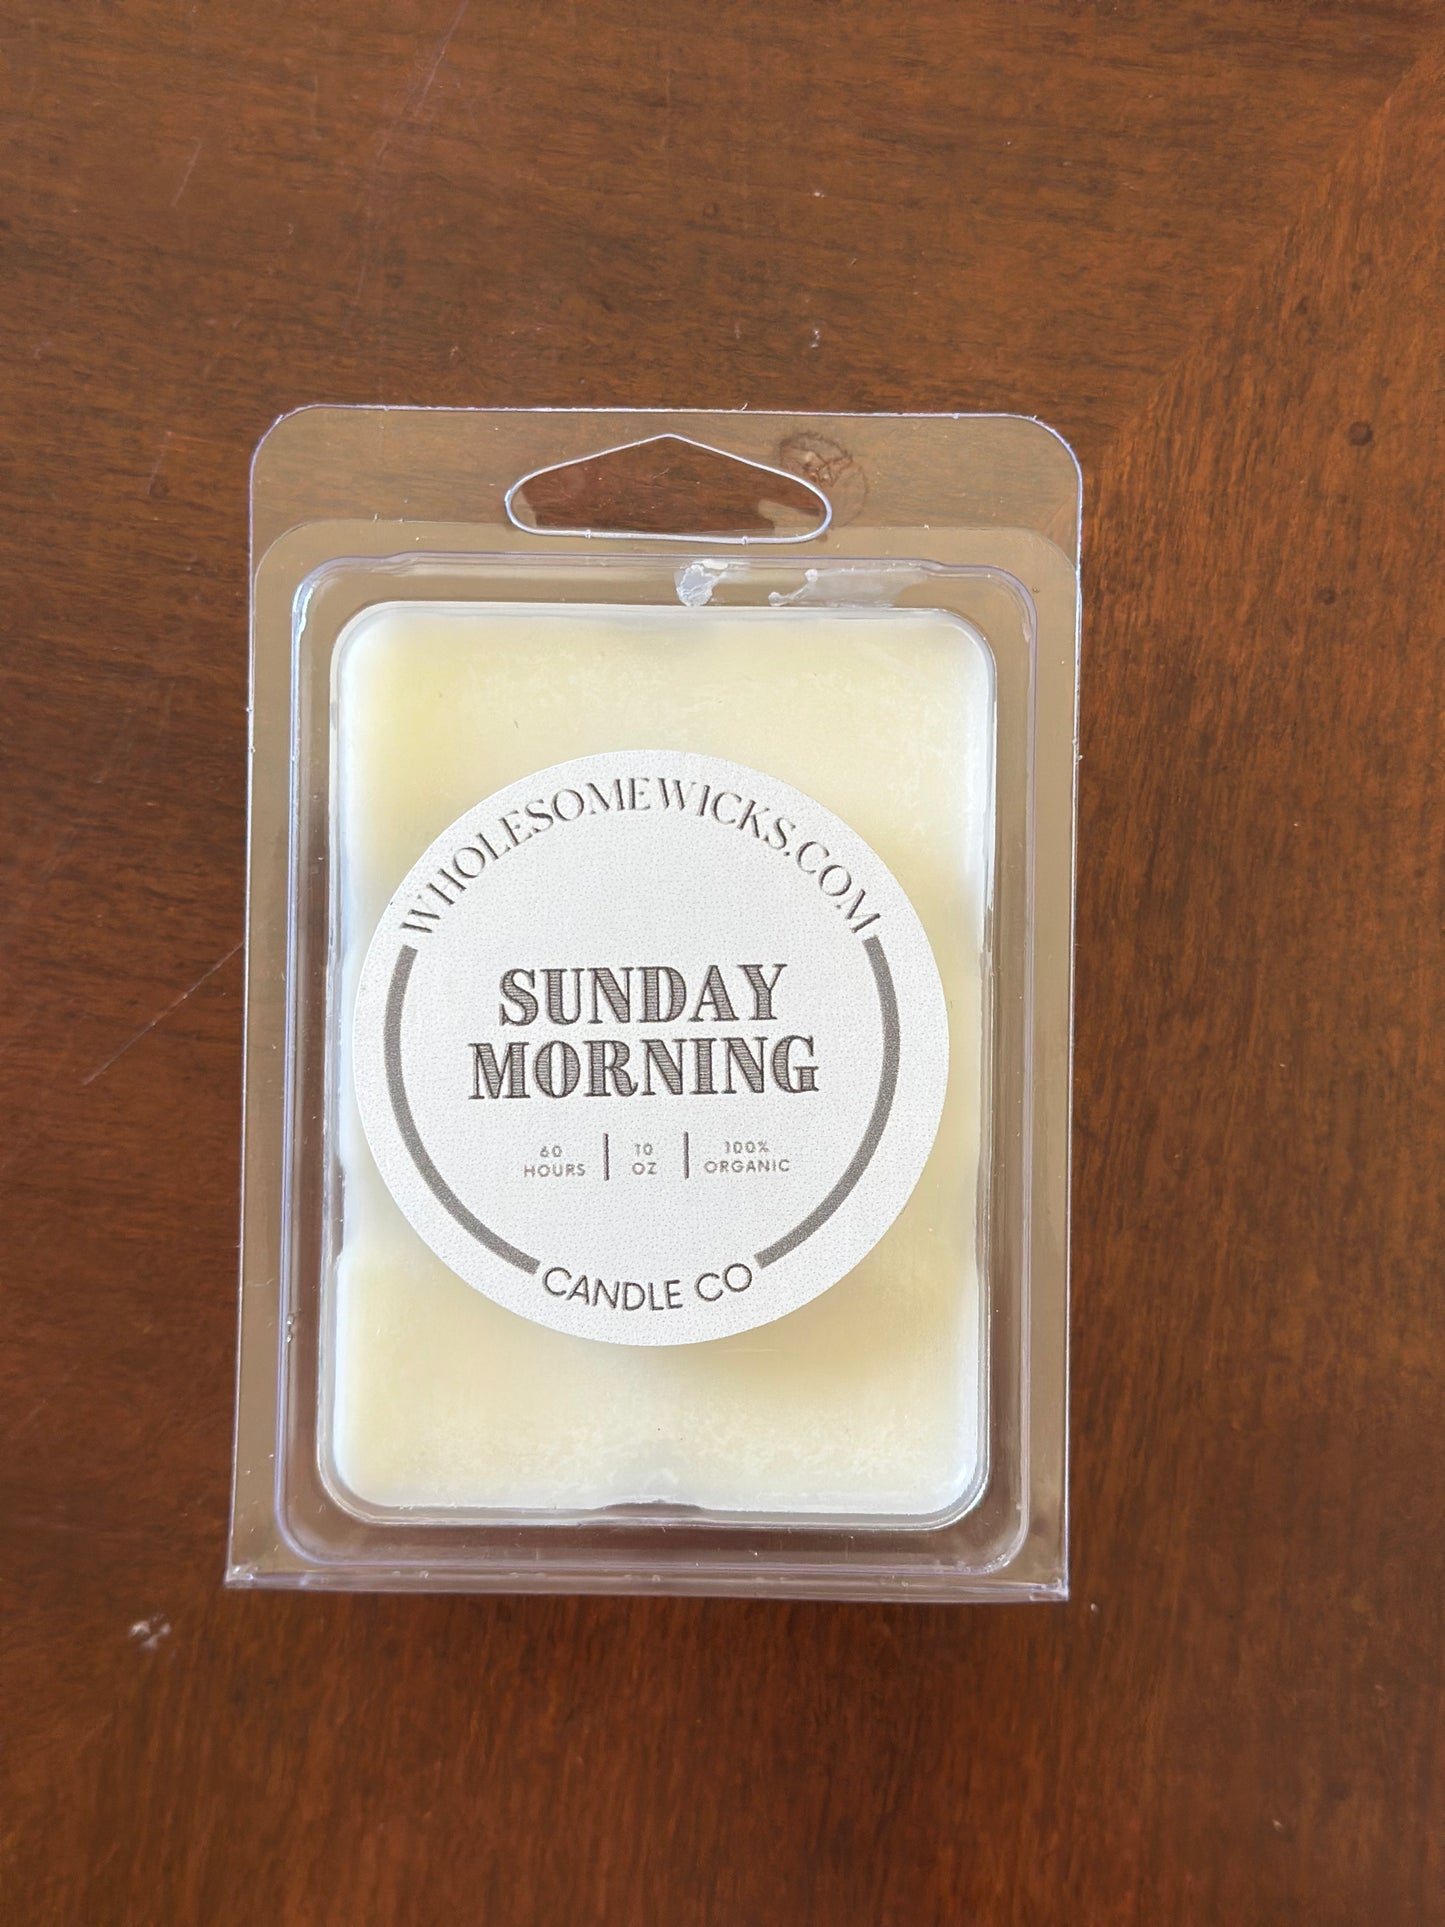 WHOLESOMEWICKS.COM
SUNDAY
MORNING
60
HOURS
10
OZ
100%
ORGANIC
CANDLE CO